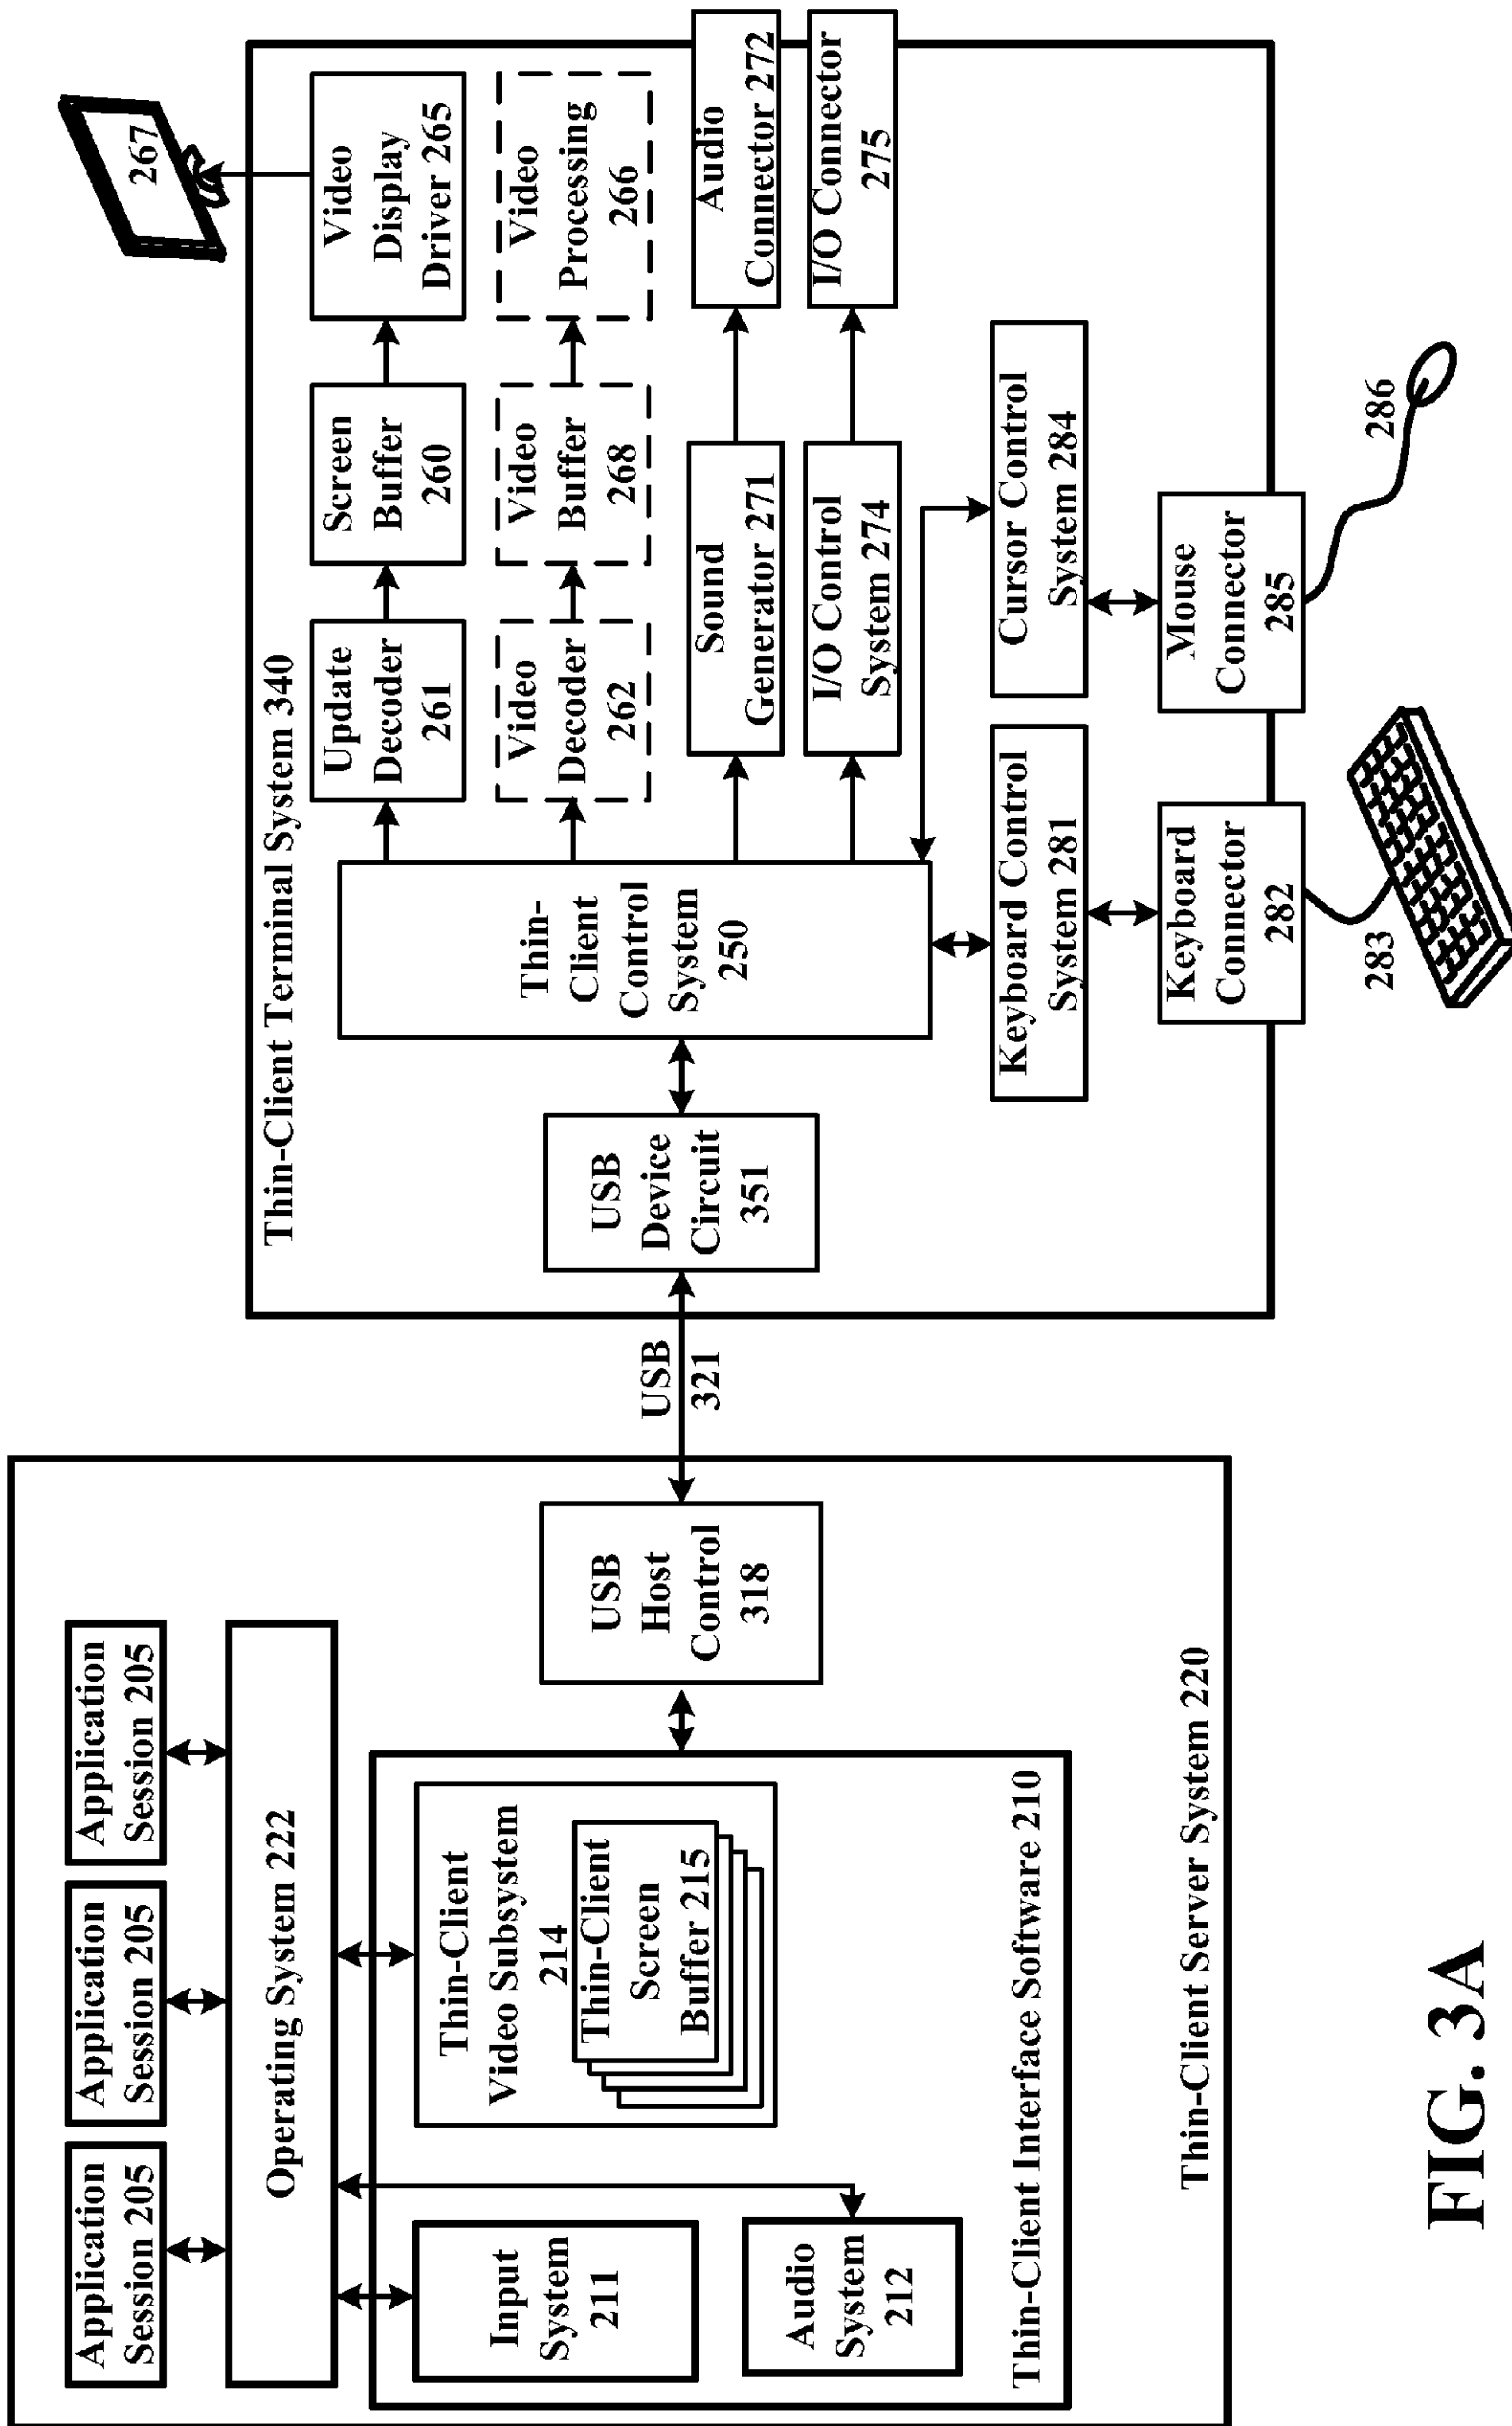 Application
Session 205
Application
Session 205
Application
Session 205
Operating System 222
Input
System
211
Audio
System
212
Thin-Client
Video Subsystem
214
Thin-Client
Screen
Buffer 215
Thin-Client Interface Software 210
Thin-Client Server System 220
USB
Host
Control
318
USB
321
Thin-Client Terminal System 340
USB
Device
Circuit
351
Thin-
Client
Control
System
250
Update
Decoder
261
Screen
Buffer
260
Video
Display
Driver 265
267
Video
Decoder
262
Video
Buffer
268
Video
Processing
266
Sound
Generator 271
Audio
Connector 272
I/O Control
System 274
I/O Connector
275
Keyboard Control
System 281
Cursor Control
System 284
Keyboard
Connector
282
Mouse
Connector
285
283
286
FIG. 3A